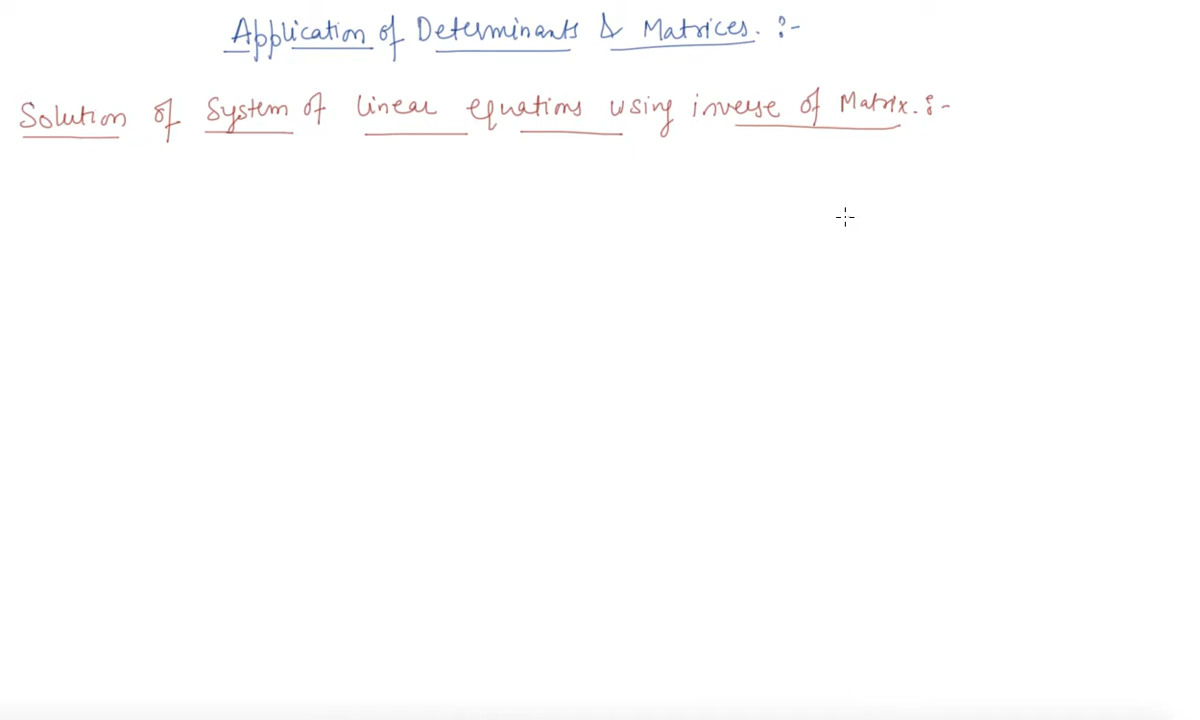 Application of Determinants & Matrices. :-
Solution of System of linear equations using inverse of Matrix. :-